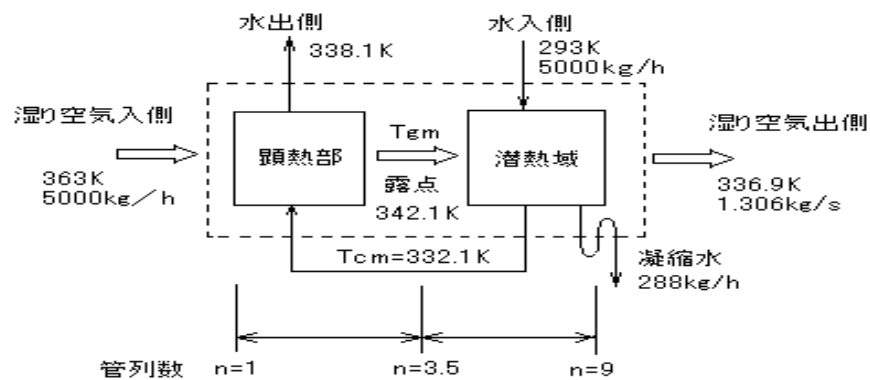 水出側
338.1K
水入側
293K
5000kg/h
湿り空気入側
363K
5000kg／h
顕熱部
Tgm
露点
342.1K
潜熱域
湿り空気出側
336.9K
1.306kg/s
Tcm=332.1K
凝縮水
288kg/h
管列数 n=1 n=3.5 n=9